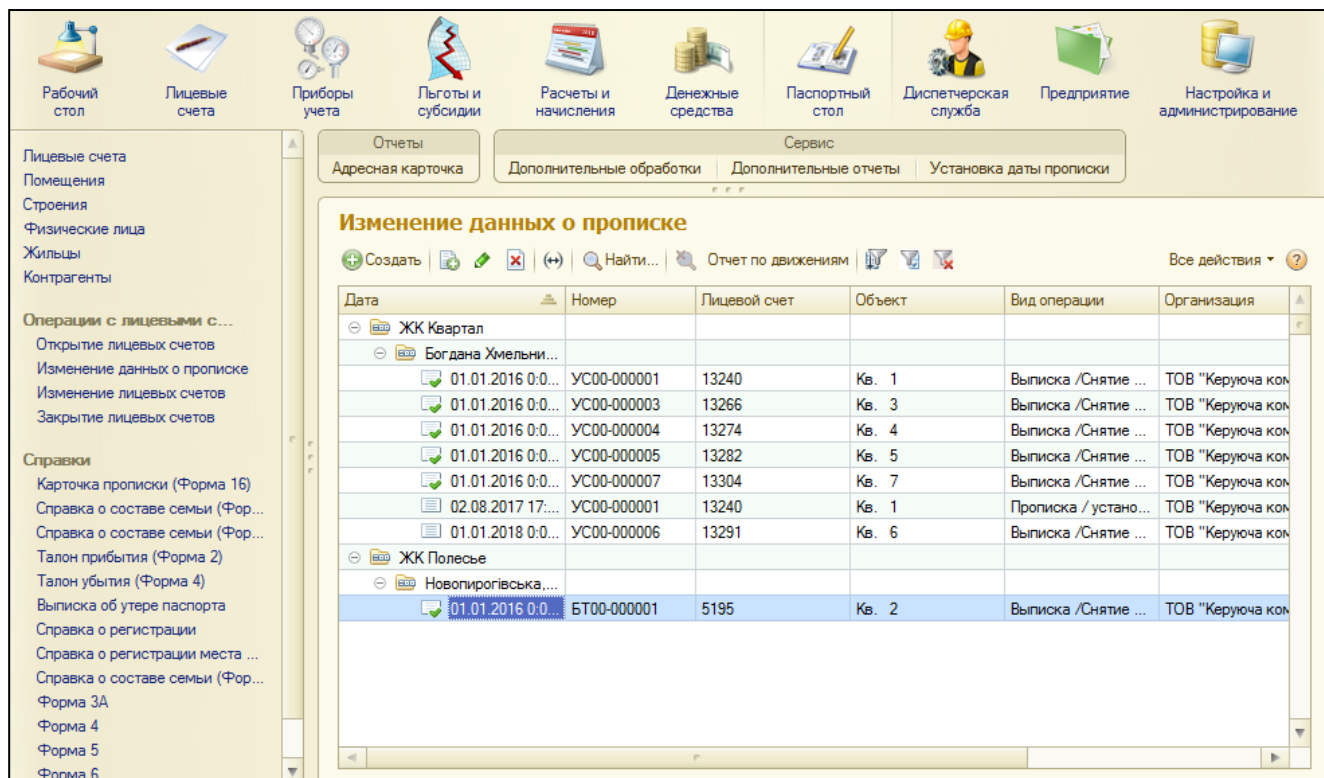 Рабочий стол
Лицевые счета
Приборы учета
Льготы и субсидии
Расчеты и начисления
Денежные средства
Паспортный стол
Диспетчерская служба
Предприятие
Настройка и администрирование
Лицевые счета
Помещения
Строения
Физические лица
Жильцы
Контрагенты
Операции с лицевыми с...
Открытие лицевых счетов
Изменение данных о прописке
Изменение лицевых счетов
Закрытие лицевых счетов
Справки
Карточка прописки (Форма 16)
Справка о составе семьи (Фор...
Справка о составе семьи (Фор...
Талон прибытия (Форма 2)
Талон убытия (Форма 4)
Выписка об утере паспорта
Справка о регистрации
Справка о регистрации места ...
Справка о составе семьи (Фор...
Форма 3А
Форма 4
Форма 5
Форма 6
Отчеты
Адресная карточка
Сервис
Дополнительные обработки Дополнительные отчеты Установка даты прописки
Изменение данных о прописке
Создать Найти... Отчет по движениям Все действия
Дата Номер Лицевой счет Объект Вид операции Организация
ЖК Квартал
Богдана Хмельни...
01.01.2016 0:0... УС00-000001 13240 Кв. 1 Выписка /Снятие ... ТОВ "Керуюча ком
01.01.2016 0:0... УС00-000003 13266 Кв. 3 Выписка /Снятие ... ТОВ "Керуюча ком
01.01.2016 0:0... УС00-000004 13274 Кв. 4 Выписка /Снятие ... ТОВ "Керуюча ком
01.01.2016 0:0... УС00-000005 13282 Кв. 5 Выписка /Снятие ... ТОВ "Керуюча ком
01.01.2016 0:0... УС00-000007 13304 Кв. 7 Выписка /Снятие ... ТОВ "Керуюча ком
02.08.2017 17:... УС00-000001 13240 Кв. 1 Прописка / устано... ТОВ "Керуюча ком
01.01.2018 0:0... УС00-000006 13291 Кв. 6 Выписка /Снятие ... ТОВ "Керуюча ком
ЖК Полесье
Новопирогівська,...
01.01.2016 0:0... БТ00-000001 5195 Кв. 2 Выписка /Снятие ... ТОВ "Керуюча ком